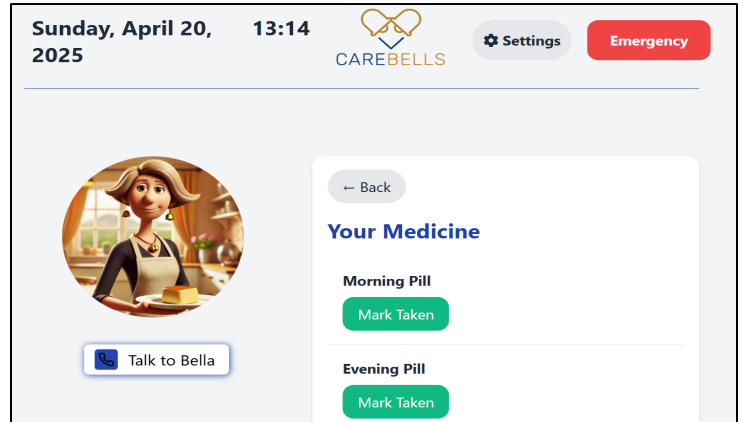 Sunday, April 20,
2025
13:14
CAREBELLS
Settings
Emergency
← Back
Your Medicine
Morning Pill
Mark Taken
Evening Pill
Mark Taken
Talk to Bella